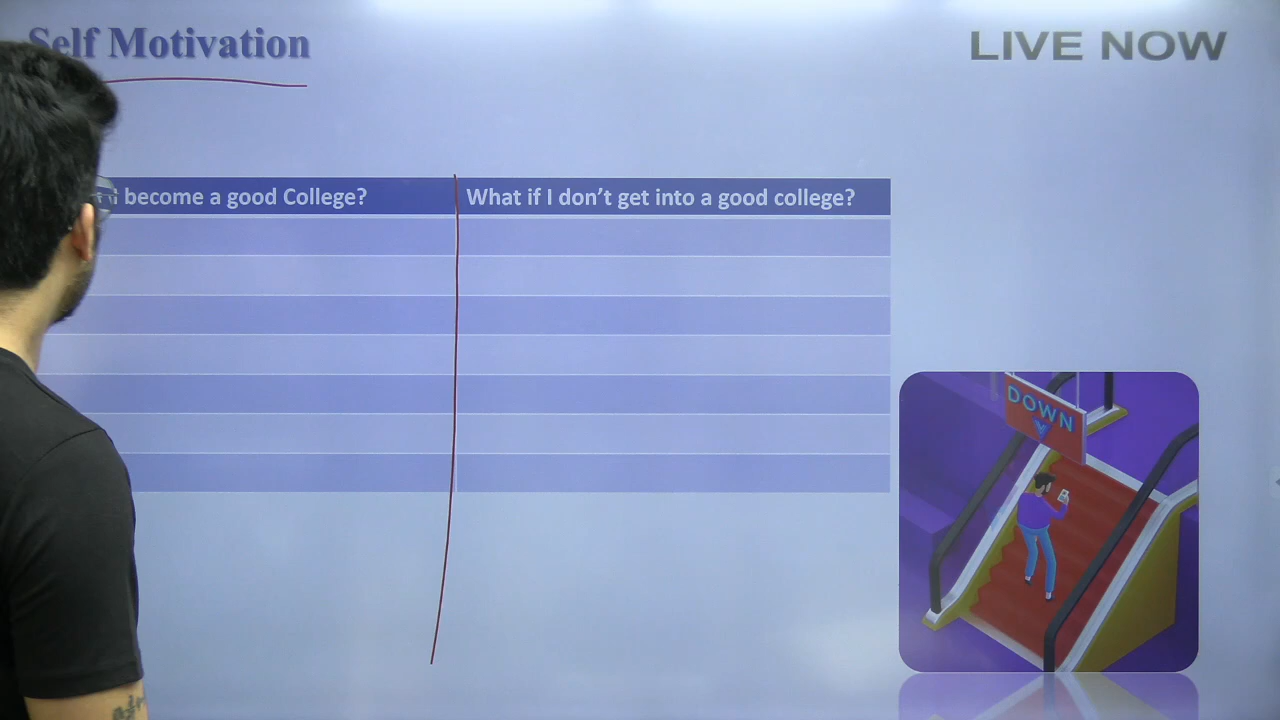 Self Motivation
LIVE NOW
become a good College?
What if I don't get into a good college?
DOWN